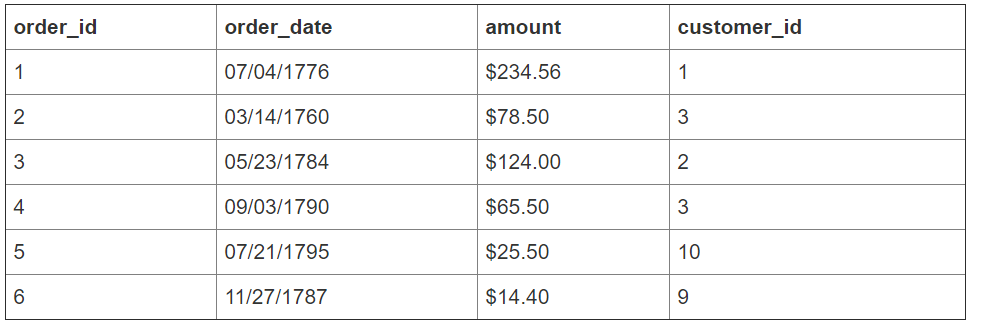 order_id order_date amount customer_id
1 07/04/1776 $234.56 1
2 03/14/1760 $78.50 3
3 05/23/1784 $124.00 2
4 09/03/1790 $65.50 3
5 07/21/1795 $25.50 10
6 11/27/1787 $14.40 9